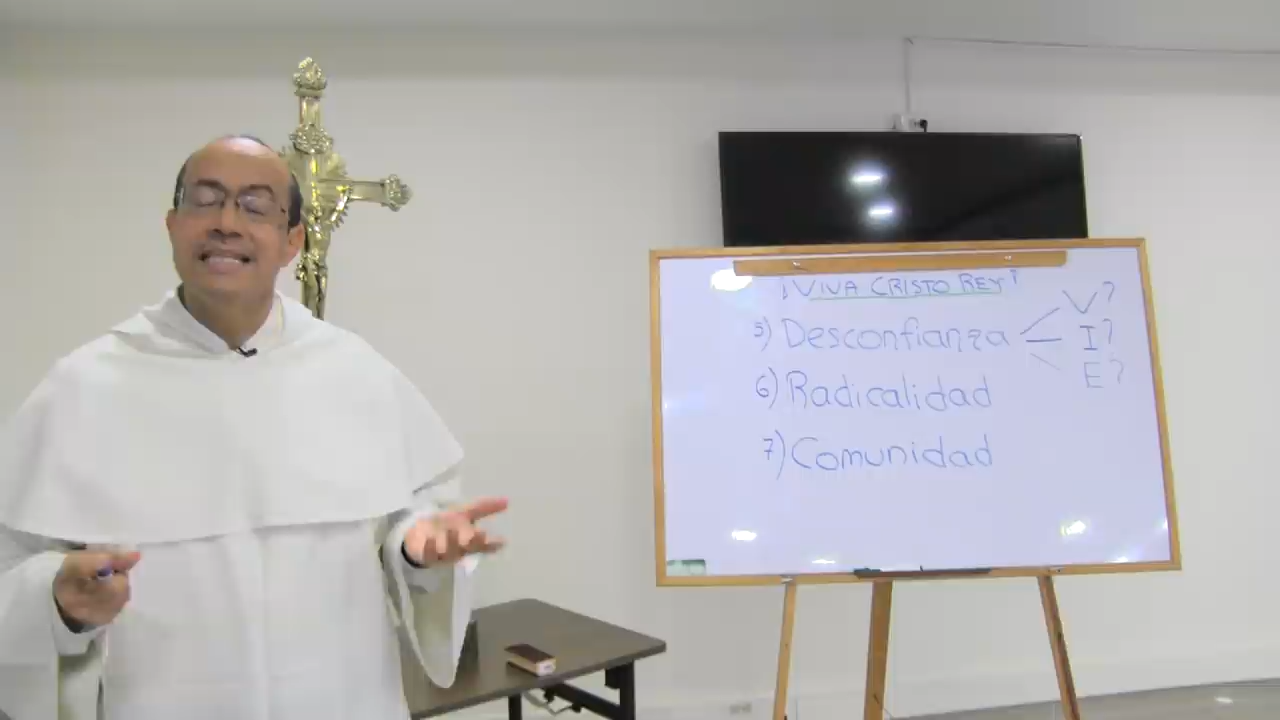 ¡VIVA CRISTO REY!
5) Desconfianza
V?
I?
E?
6) Radicalidad
7) Comunidad